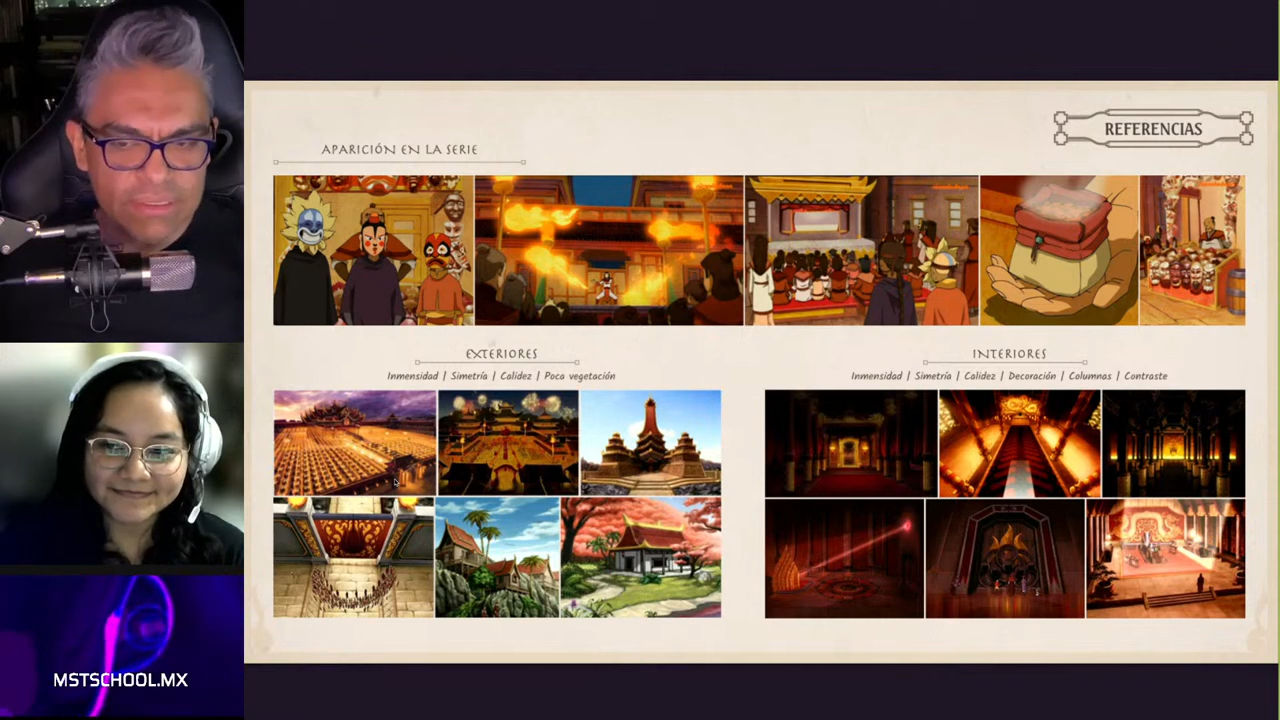 REFERENCIAS
APARICIÓN EN LA SERIE
EXTERIORES
Inmensidad | Simetría | Calidez | Poca vegetación
INTERIORES
Inmensidad | Simetría | Calidez | Decoración | Columnas | Contraste
MSTSCHOOL.MX